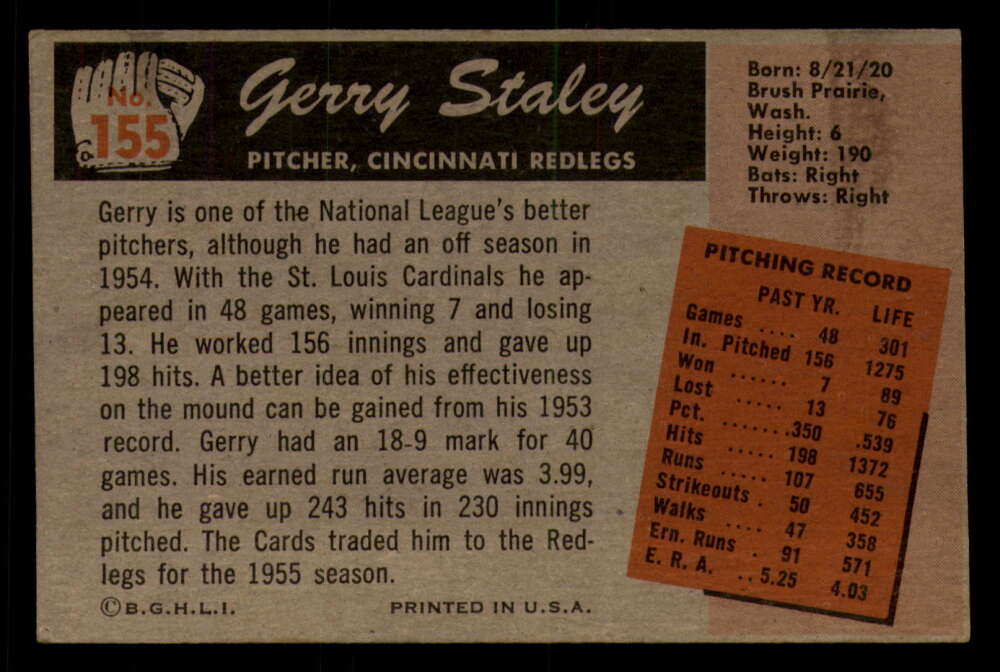 No.
155
Gerry Staley
PITCHER, CINCINNATI REDLEGS
Born: 8/21/20
Brush Prairie,
Wash.
Height: 6
Weight: 190
Bats: Right
Throws: Right
Gerry is one of the National League's better
pitchers, although he had an off season in
1954. With the St. Louis Cardinals he ap-
peared in 48 games, winning 7 and losing
13. He worked 156 innings and gave up
198 hits. A better idea of his effectiveness
on the mound can be gained from his 1953
record. Gerry had an 18-9 mark for 40
games. His earned run average was 3.99,
and he gave up 243 hits in 230 innings
pitched. The Cards traded him to the Red-
legs for the 1955 season.
PITCHING RECORD
PAST YR. LIFE
Games .... 48 301
In. Pitched 156 1275
Won ...... 7 89
Lost ..... 13 76
Pct. .......350 .539
Hits ..... 198 1372
Runs ..... 107 655
Strikeouts . 50 452
Walks .... 47 358
Ern. Runs . 91 571
E. R. A. ..5.25 4.03
©B.G.H.L.I. PRINTED IN U.S.A.